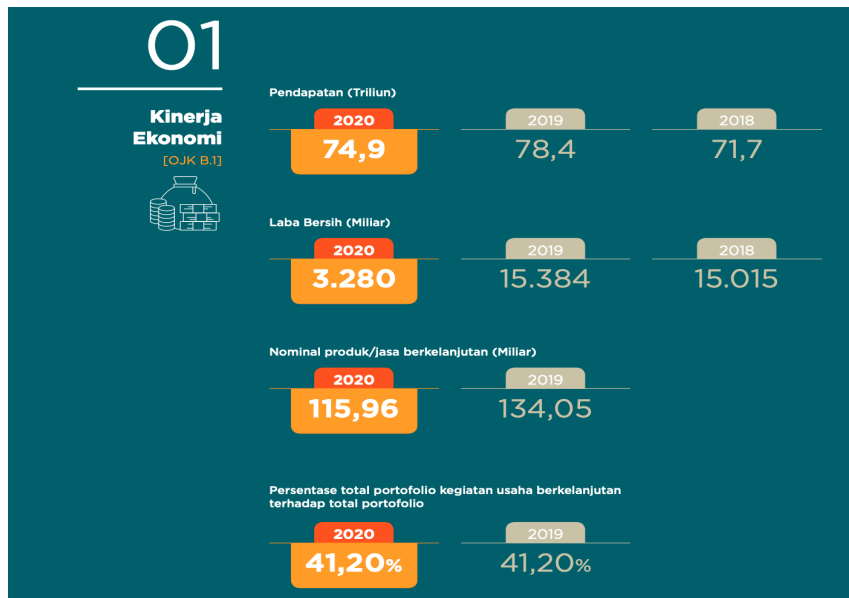 01
Kinerja
Ekonomi
[OJK B.1]
Pendapatan (Triliun)
2020 2019 2018
74,9 78,4 71,7
Laba Bersih (Miliar)
2020 2019 2018
3.280 15.384 15.015
Nominal produk/jasa berkelanjutan (Miliar)
2020 2019
115,96 134,05
Persentase total portofolio kegiatan usaha berkelanjutan
terhadap total portofolio
2020 2019
41,20% 41,20%